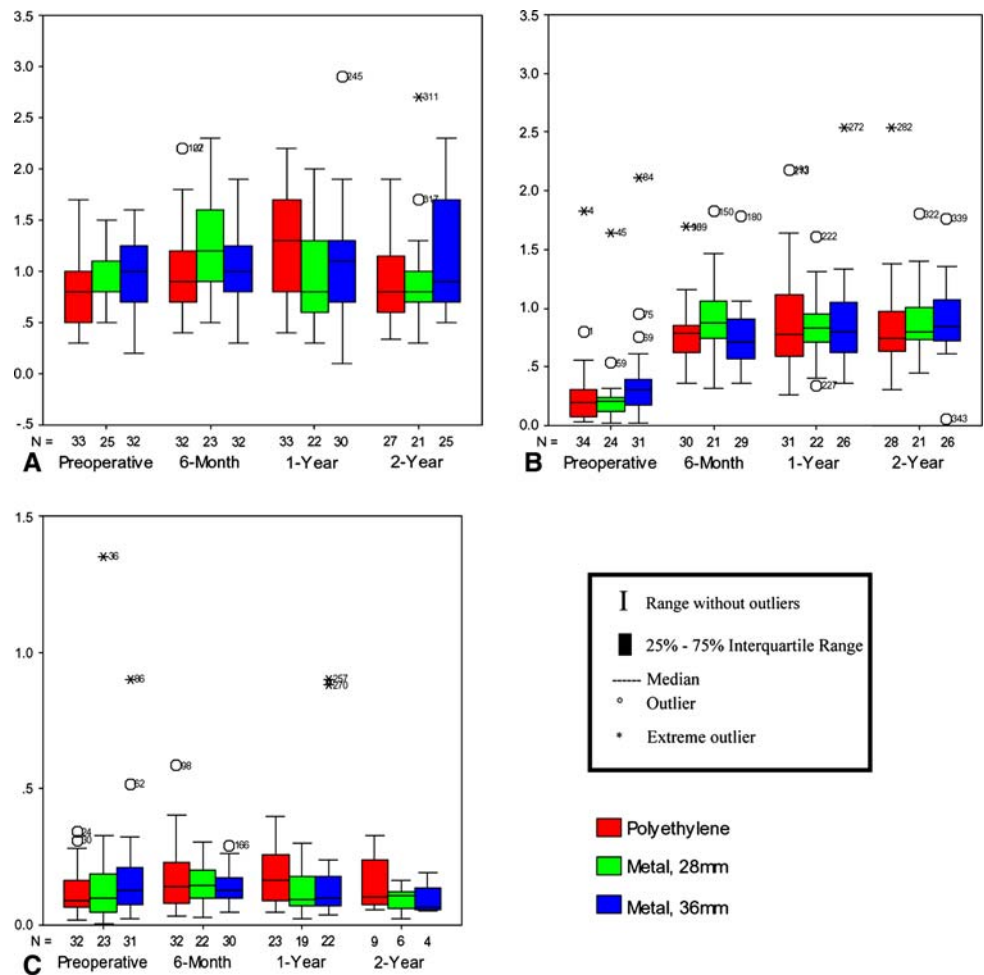 3.5
3.0
2.5
2.0
1.5
1.0
.5
0.0
-.5
245
311
317
N = 33 25 32 32 23 32 33 22 30 27 21 25
Preoperative 6-Month 1-Year 2-Year
A
3.5
3.0
2.5
2.0
1.5
1.0
.5
0.0
4
45
84
1
59
75
69
150
180
222
227
272
282
322
339
343
N = 34 24 31 30 21 29 31 22 26 28 21 26
Preoperative 6-Month 1-Year 2-Year
B
1.5
1.0
.5
0.0
36
86
52
24
30
98
166
257
270
N = 32 23 31 32 22 30 23 19 22 9 6 4
Preoperative 6-Month 1-Year 2-Year
C
I Range without outliers
25% - 75% Interquartile Range
------ Median
Outlier
* Extreme outlier
Polyethylene
Metal, 28mm
Metal, 36mm